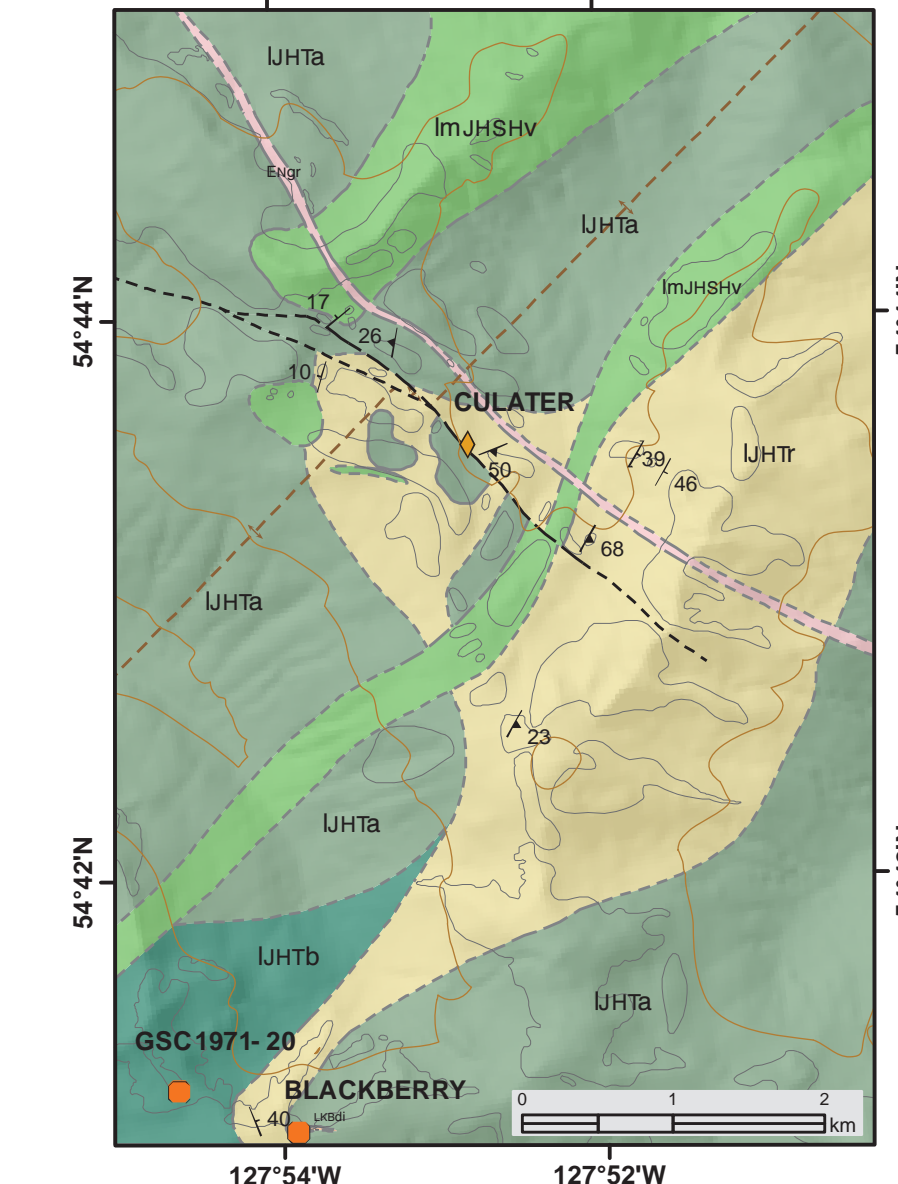 lJHTa
lmJHSHv
ENgr
lJHTa
lmJHSHv
54°44'N
17
26
10
CULATER
50
39
46
lJHTr
68
lJHTa
23
lJHTa
54°42'N
lJHTb
lJHTa
GSC 1971- 20
BLACKBERRY
40
LKBdi
0 1 2
km
127°54'W 127°52'W